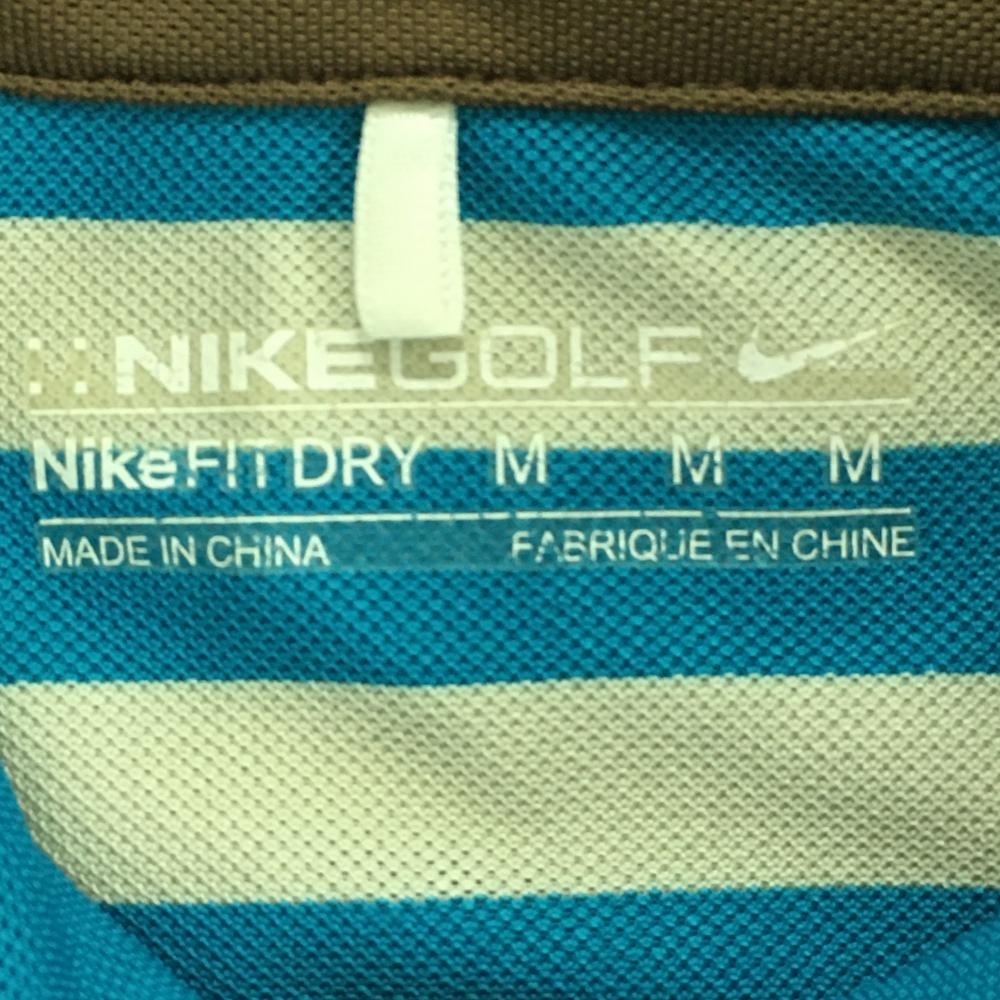 NIKEGOLF
NikeFIT DRY M M M
MADE IN CHINA FABRIQUE EN CHINE